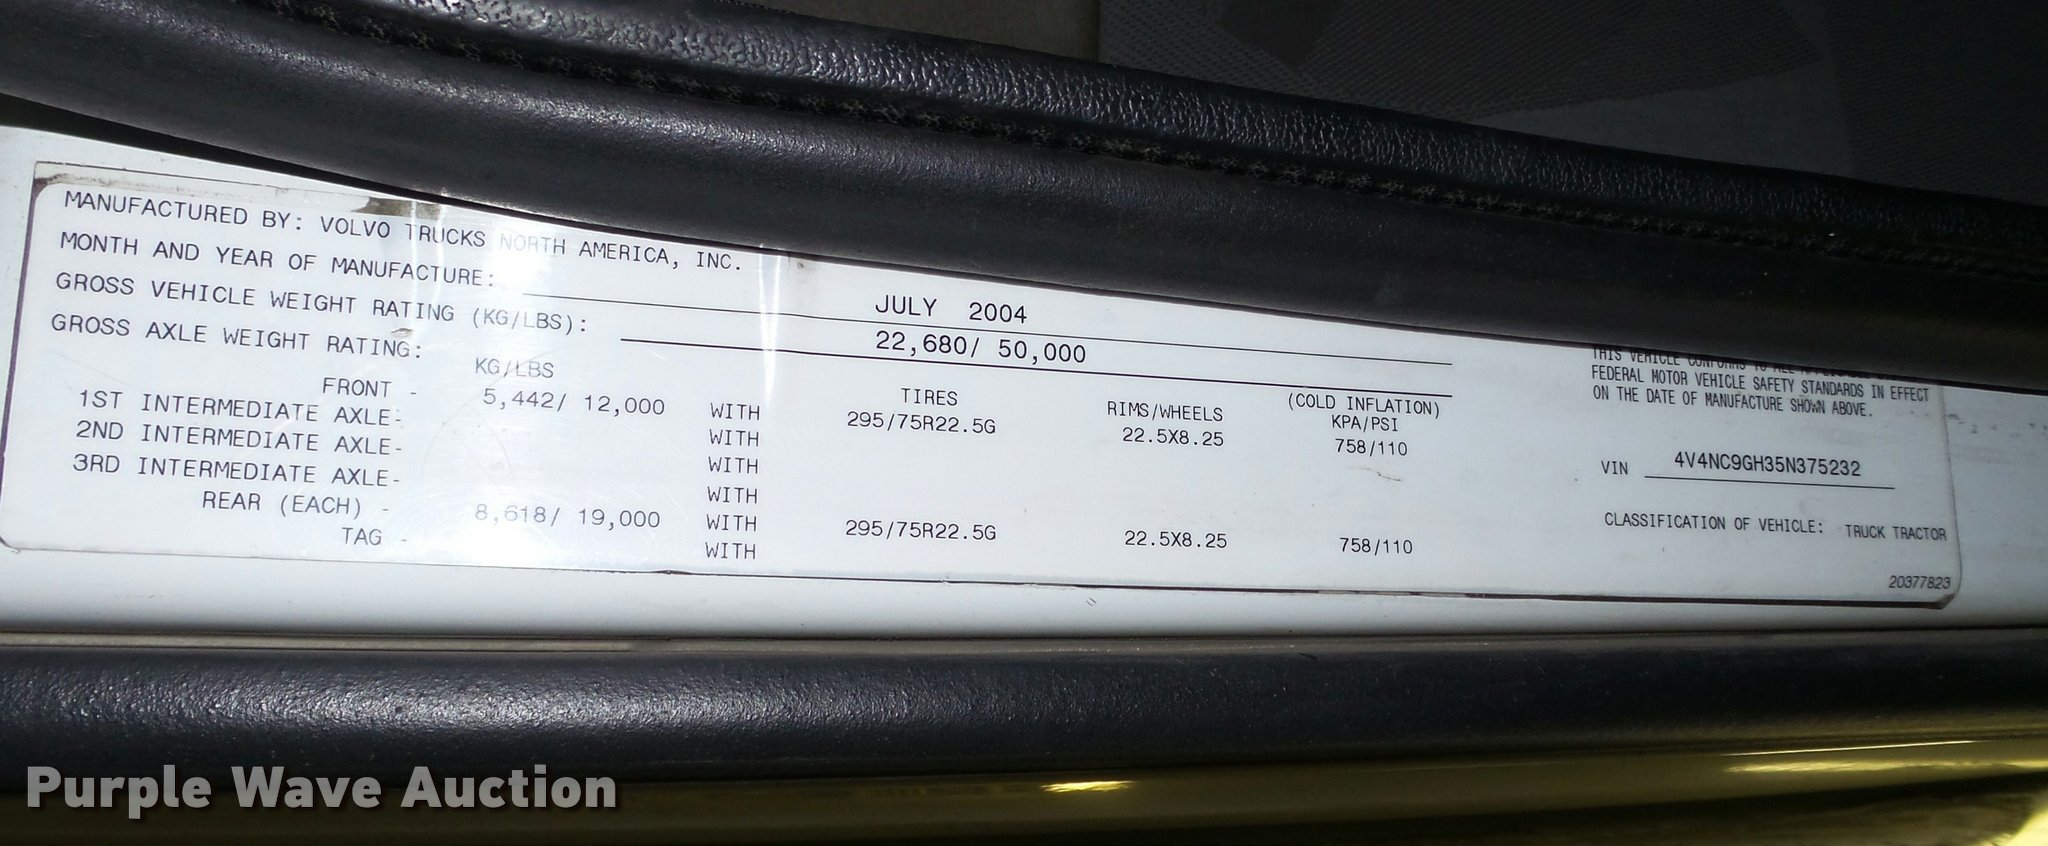 MANUFACTURED BY: VOLVO TRUCKS NORTH AMERICA, INC.
MONTH AND YEAR OF MANUFACTURE: JULY 2004
GROSS VEHICLE WEIGHT RATING (KG/LBS): 22,680/ 50,000
GROSS AXLE WEIGHT RATING:
KG/LBS TIRES RIMS/WHEELS (COLD INFLATION) KPA/PSI
FRONT - 5,442/ 12,000 WITH 295/75R22.5G 22.5X8.25 758/110
1ST INTERMEDIATE AXLE- WITH
2ND INTERMEDIATE AXLE- WITH
3RD INTERMEDIATE AXLE- WITH
REAR (EACH) - 8,618/ 19,000 WITH 295/75R22.5G 22.5X8.25 758/110
TAG - WITH
THIS VEHICLE CONFORMS TO ALL
FEDERAL MOTOR VEHICLE SAFETY STANDARDS IN EFFECT
ON THE DATE OF MANUFACTURE SHOWN ABOVE.
VIN 4V4NC9GH35N375232
CLASSIFICATION OF VEHICLE: TRUCK TRACTOR
20377823
Purple Wave Auction